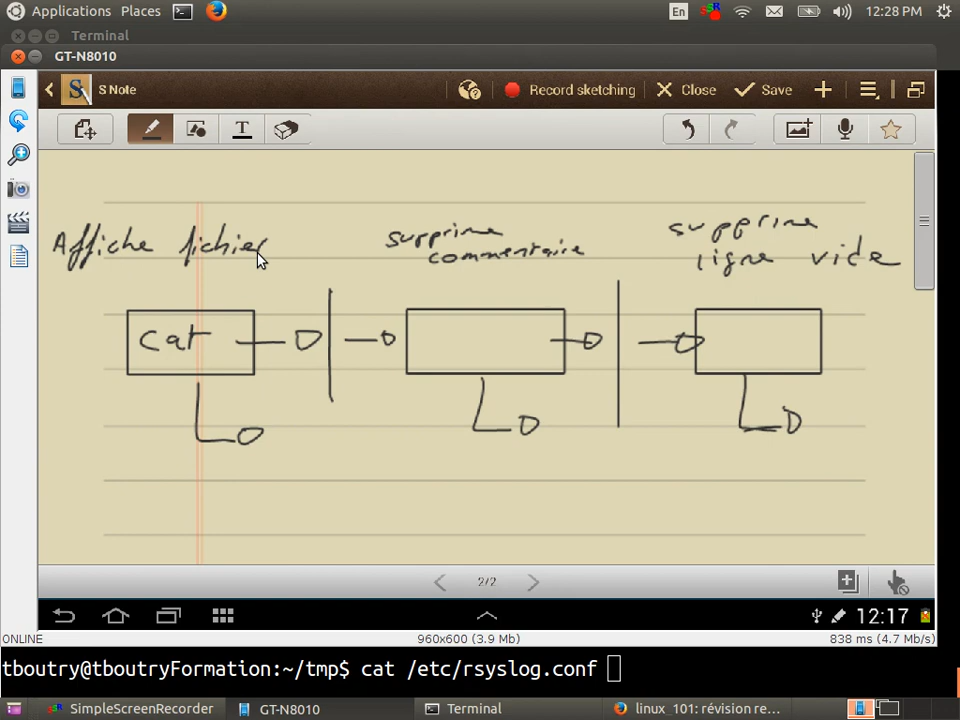 Applications Places En 12:28 PM
Terminal
GT-N8010
S Note Record sketching Close Save
T
Affiche fichier
supprime
commentaire
supprime
ligne vide
cat
2/2
12:17
ONLINE 960x600 (3.9 Mb) 838 ms (4.7 Mb/s)
tboutry@tboutryFormation:~/tmp$ cat /etc/rsyslog.conf
SimpleScreenRecorder GT-N8010 Terminal linux_101: révision re...